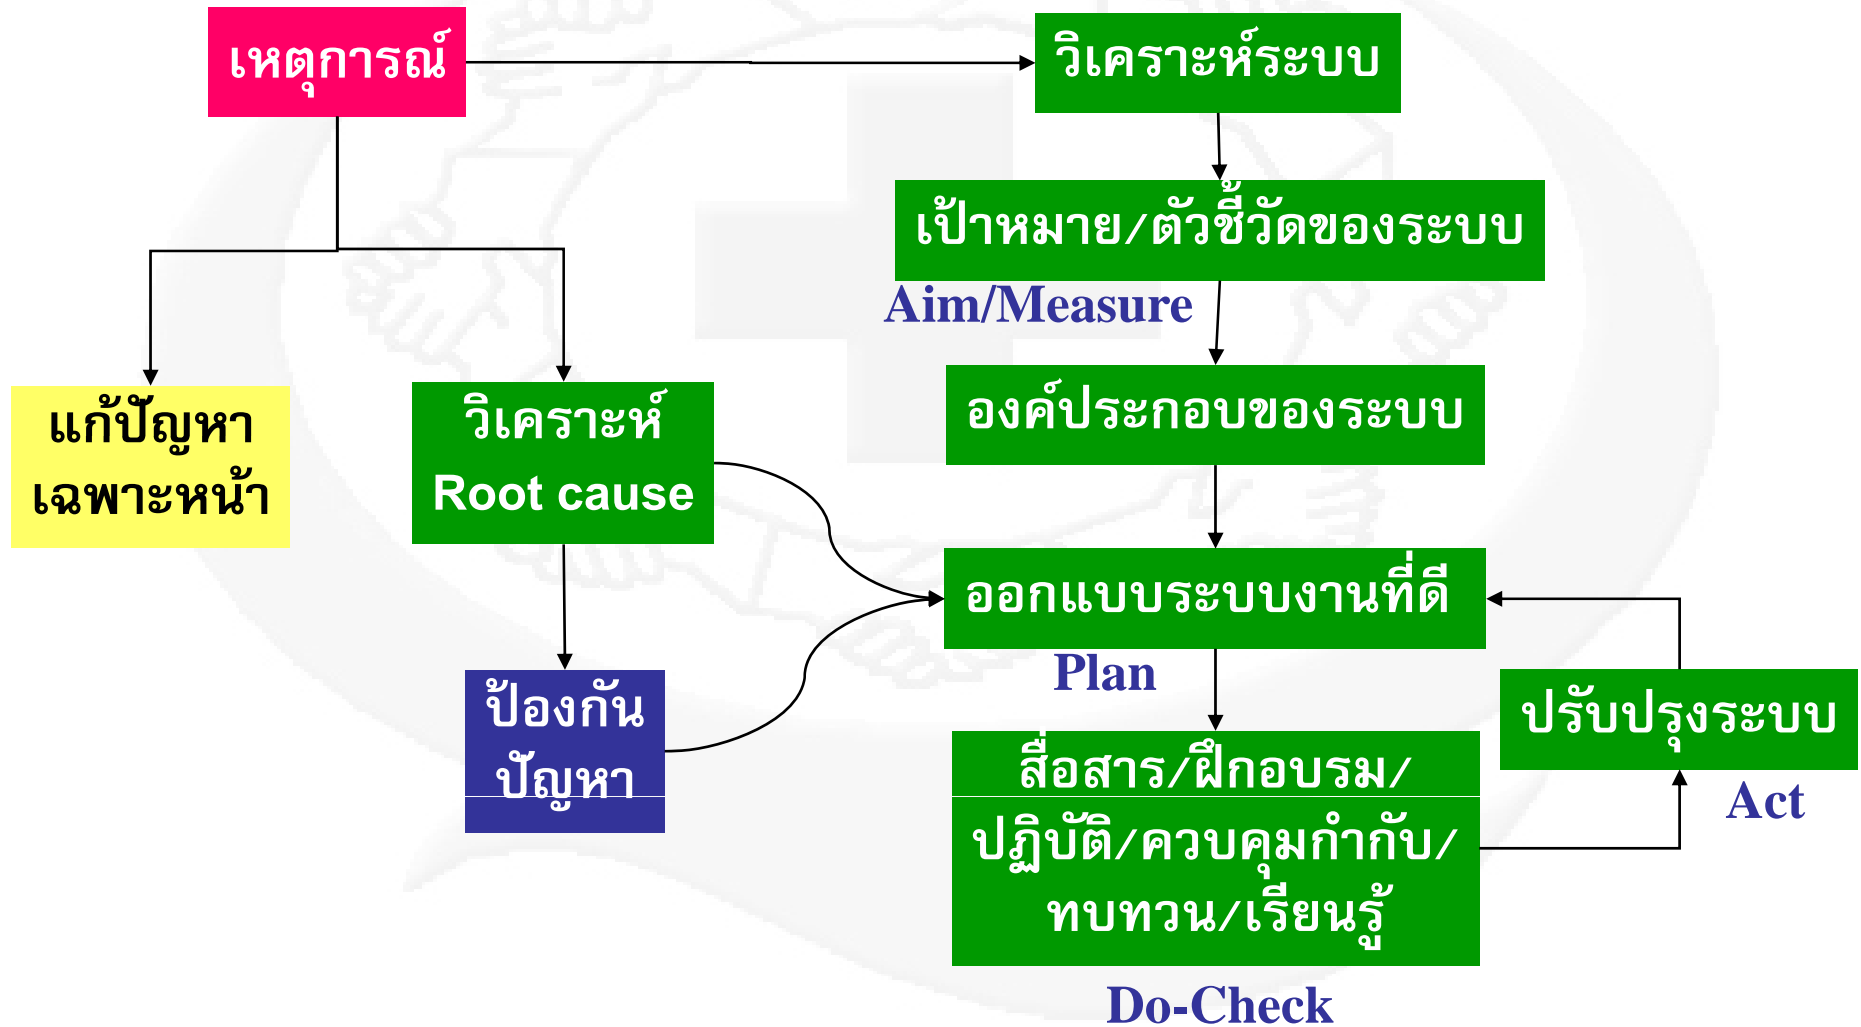 เหตุการณ์
วิเคราะห์ระบบ
เป้าหมาย/ตัวชี้วัดของระบบ
Aim/Measure
แก้ปัญหา
เฉพาะหน้า
วิเคราะห์
Root cause
องค์ประกอบของระบบ
ออกแบบระบบงานที่ดี
Plan
ป้องกัน
ปัญหา
ปรับปรุงระบบ
Act
สื่อสาร/ฝึกอบรม/
ปฏิบัติ/ควบคุมกำกับ/
ทบทวน/เรียนรู้
Do-Check